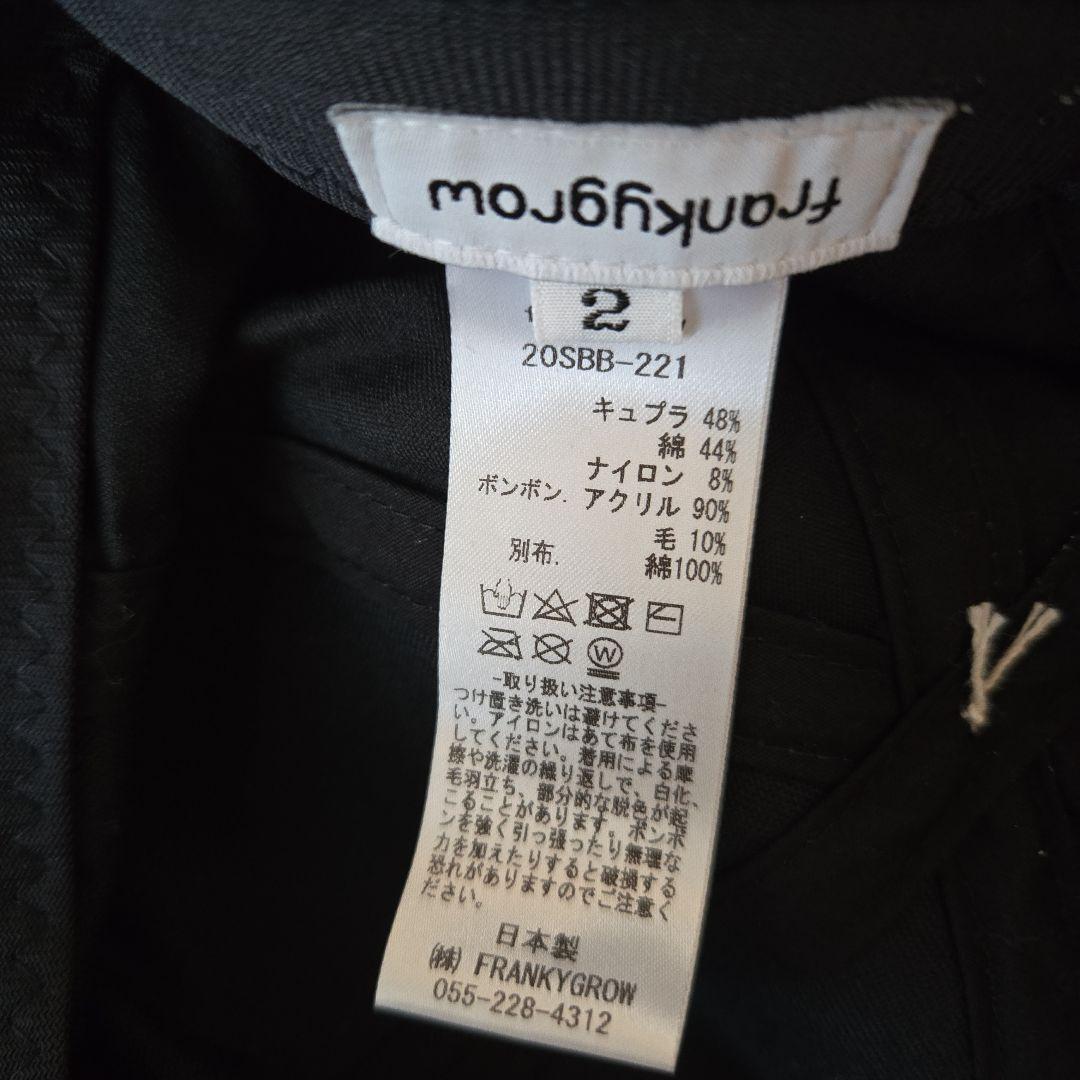 frankygrow
2
20SBB-221
キュプラ 48%
綿 44%
ナイロン 8%
ボンボン. アクリル 90%
毛 10%
別布. 綿100%
W
-取り扱い注意事項-
つけ置き洗いは避けてくださ
い。アイロンはあて布を使用
してください。着用による摩
擦や洗濯の繰り返しで、白化、
毛羽立ち、部分的な脱色が起
こることがあります。ボンボ
ンを強く引っ張ったり無理な
力を加えたりすると破損する
恐れがありますのでご注意く
ださい。
日本製
㈱ FRANKYGROW
055-228-4312